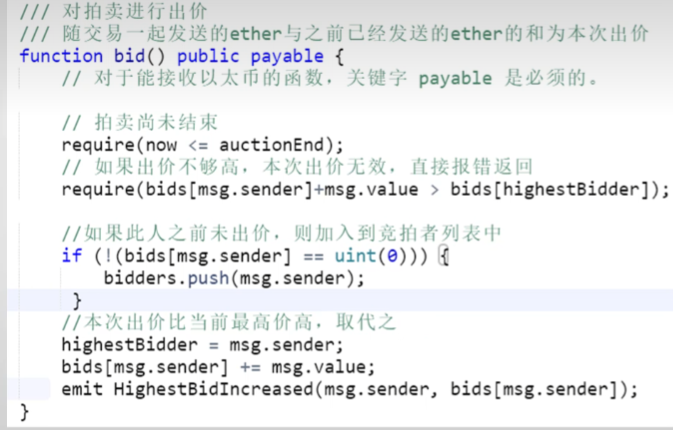 /// 对拍卖进行出价
/// 随交易一起发送的ether与之前已经发送的ether的和为本次出价
function bid() public payable {
// 对于能接收以太币的函数，关键字 payable 是必须的。
// 拍卖尚未结束
require(now <= auctionEnd);
// 如果出价不够高，本次出价无效，直接报错返回
require(bids[msg.sender]+msg.value > bids[highestBidder]);
//如果此人之前未出价，则加入到竞拍者列表中
if (!(bids[msg.sender] == uint(0))) {
bidders.push(msg.sender);
}
//本次出价比当前最高价高，取代之
highestBidder = msg.sender;
bids[msg.sender] += msg.value;
emit HighestBidIncreased(msg.sender, bids[msg.sender]);
}